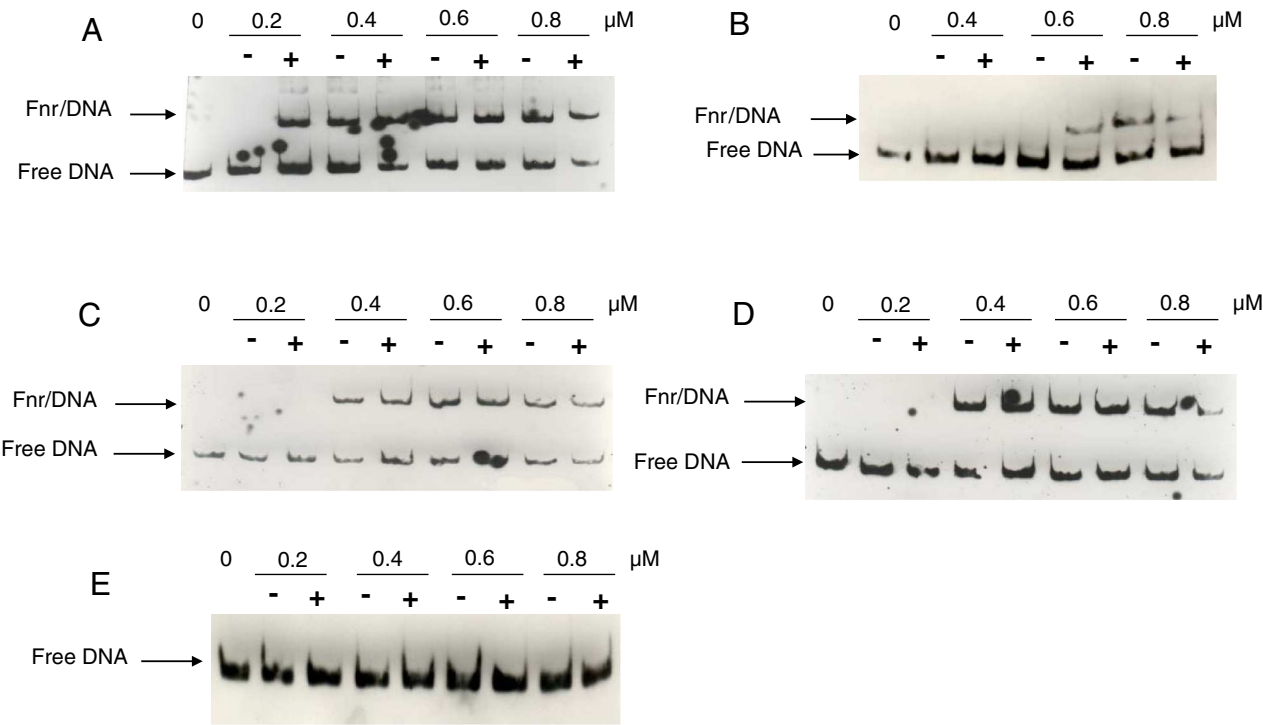 A
0 0.2 0.4 0.6 0.8 µM
- + - + - + - +
Fnr/DNA
Free DNA
B
0 0.4 0.6 0.8 µM
- + - + - +
Fnr/DNA
Free DNA
C
0 0.2 0.4 0.6 0.8 µM
- + - + - + - +
Fnr/DNA
Free DNA
D
0 0.2 0.4 0.6 0.8 µM
- + - + - + - +
Fnr/DNA
Free DNA
E
0 0.2 0.4 0.6 0.8 µM
- + - + - + - +
Free DNA